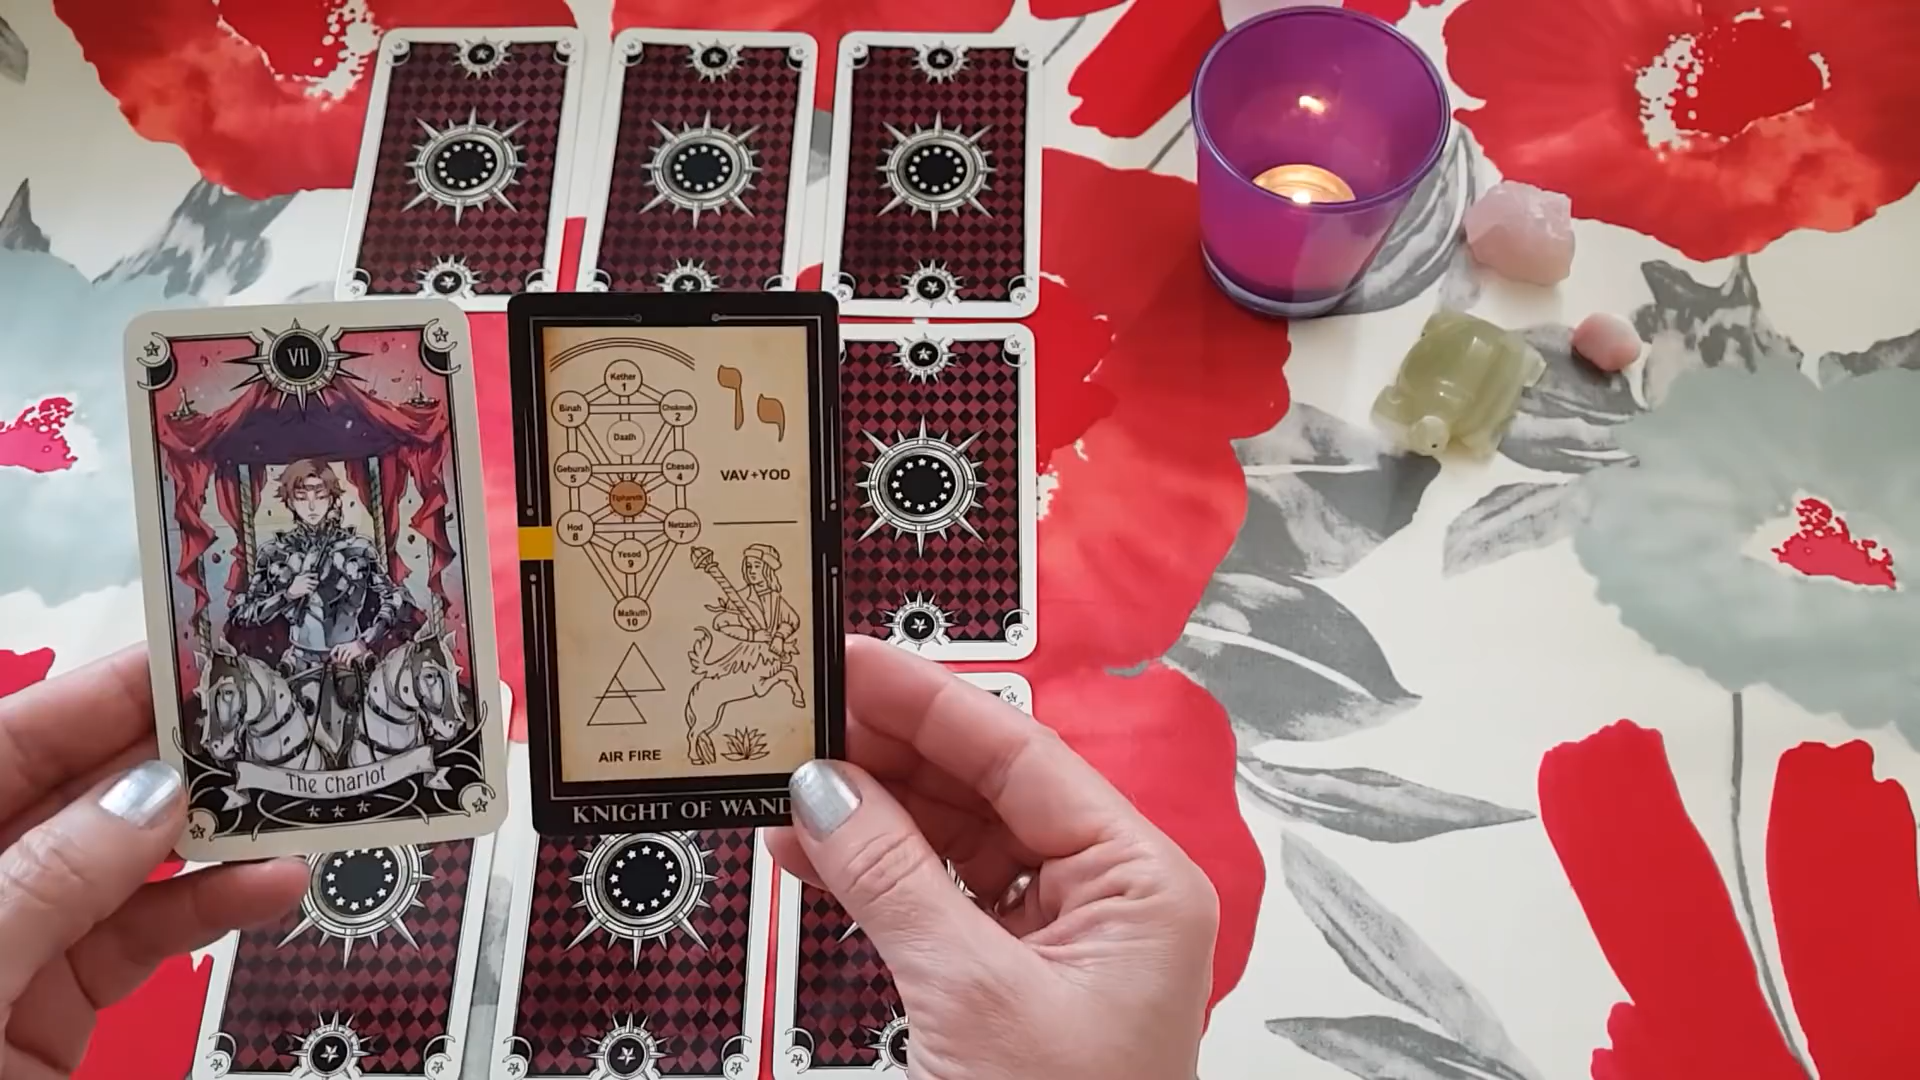 VII
The Chariot
Kether
1
Binah
3
Chokmah
2
Daath
Geburah
5
Chesed
4
Tiphareth
6
Hod
8
Netzach
7
Yesod
9
Malkuth
10
וי
VAV+YOD
AIR FIRE
KNIGHT OF WAND